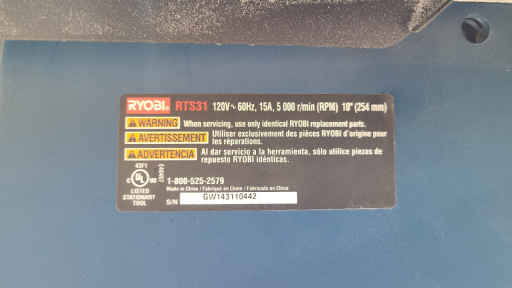 RYOBI RTS31 120V~ 60Hz, 15A, 5 000 r/min (RPM) 10" (254 mm)
WARNING When servicing, use only identical RYOBI replacement parts.
AVERTISSEMENT Utiliser exclusivement des pièces RYOBI d'origine pour
les réparations.
ADVERTENCIA Al dar servicio a la herramienta, sólo utilice piezas de
repuesto RYOBI idénticas.
43F1
UL
LISTED
STATIONARY
TOOL
1-800-525-2579
Made in China / Fabriqué en Chine / Fabricado en China
S/N GW143110442